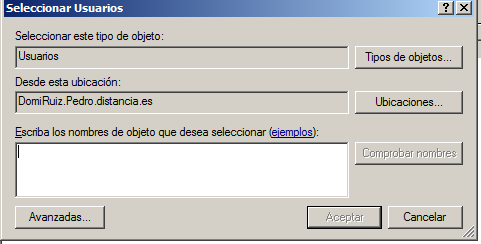 Seleccionar Usuarios
Seleccionar este tipo de objeto:
Usuarios
Tipos de objetos...
Desde esta ubicación:
DomiRuiz.Pedro.distancia.es
Ubicaciones...
Escriba los nombres de objeto que desea seleccionar (ejemplos):
Comprobar nombres
Avanzadas...
Aceptar
Cancelar